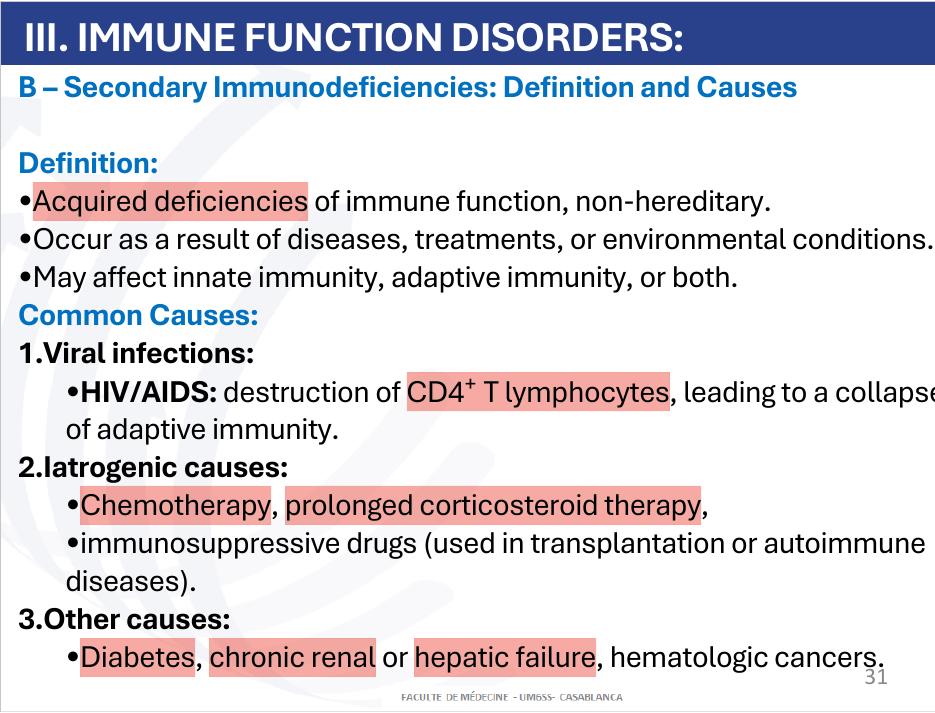 III. IMMUNE FUNCTION DISORDERS:
B – Secondary Immunodeficiencies: Definition and Causes
Definition:
•Acquired deficiencies of immune function, non-hereditary.
•Occur as a result of diseases, treatments, or environmental conditions.
•May affect innate immunity, adaptive immunity, or both.
Common Causes:
1.Viral infections:
•HIV/AIDS: destruction of CD4⁺ T lymphocytes, leading to a collapse
of adaptive immunity.
2.Iatrogenic causes:
•Chemotherapy, prolonged corticosteroid therapy,
•immunosuppressive drugs (used in transplantation or autoimmune
diseases).
3.Other causes:
•Diabetes, chronic renal or hepatic failure, hematologic cancers.
31
FACULTE DE MÉDECINE - UM6SS- CASABLANCA